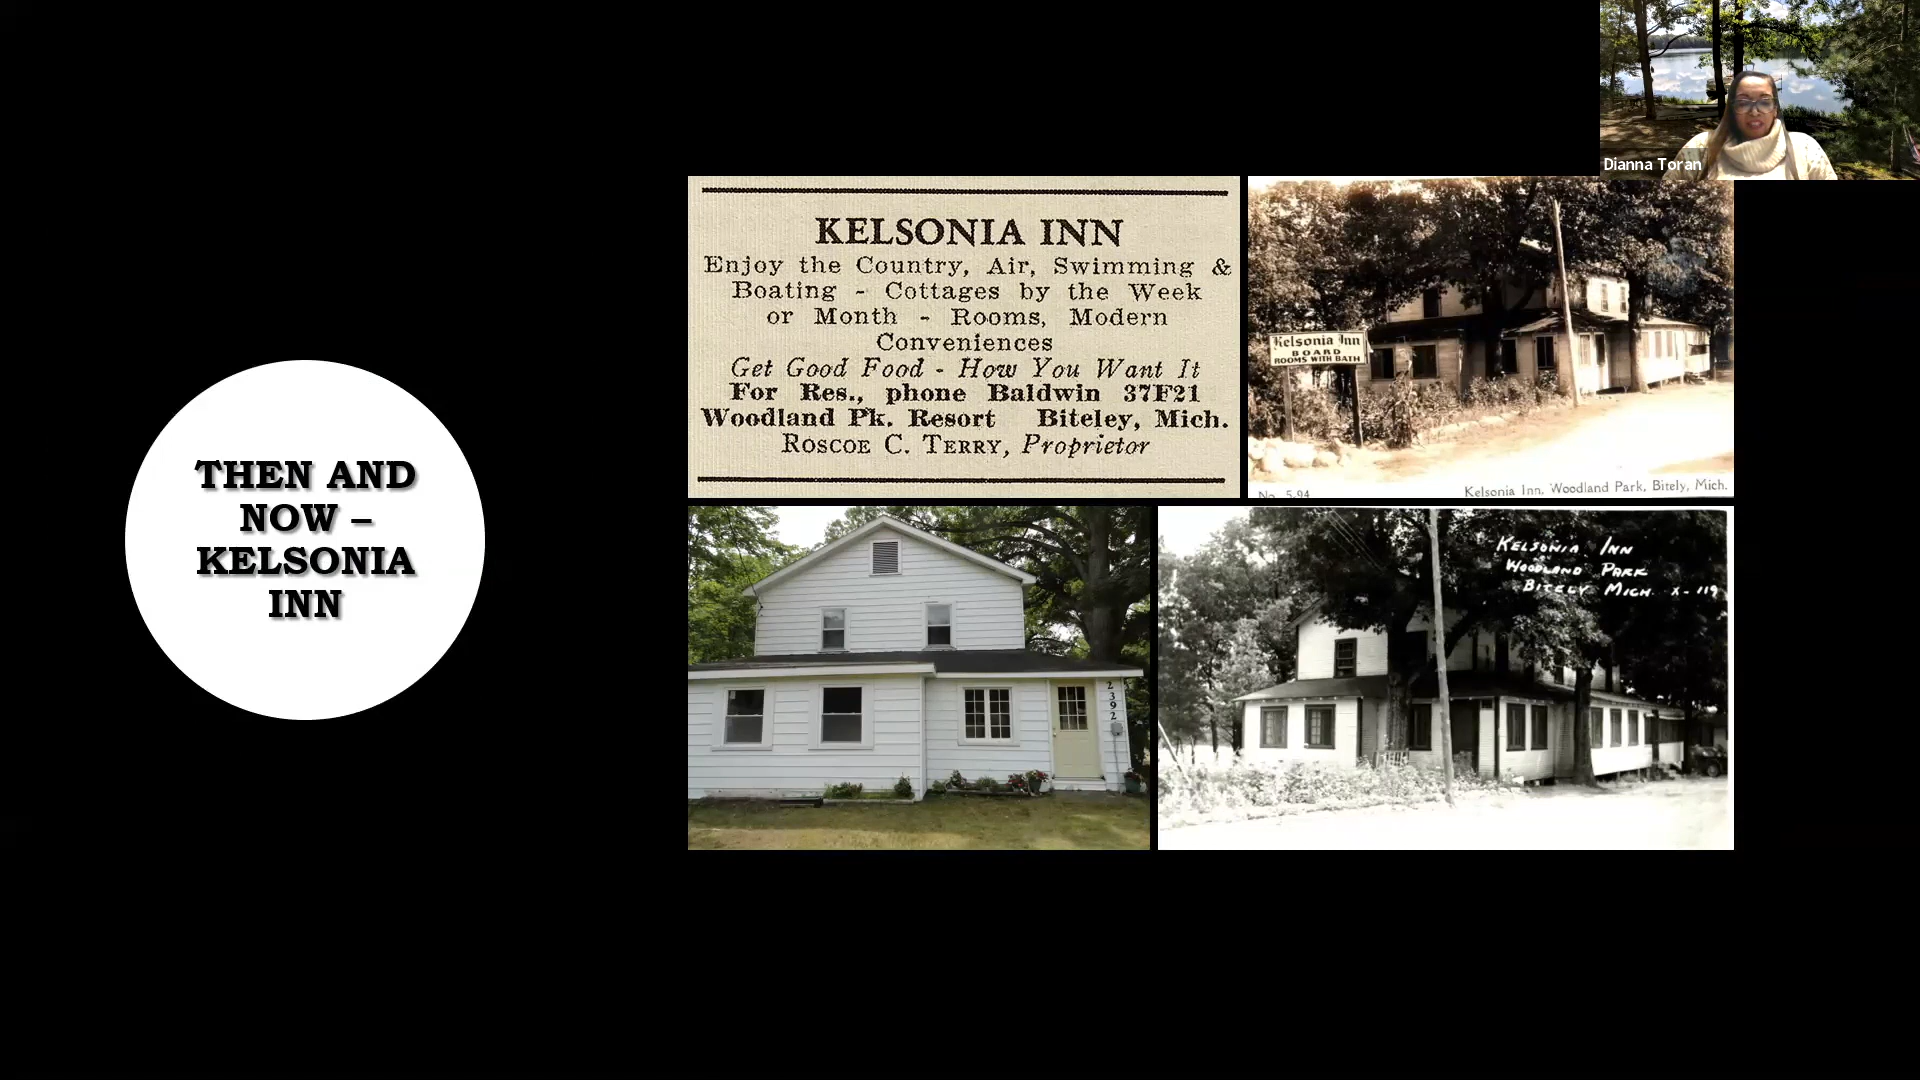 Dianna Toran
THEN AND
NOW –
KELSONIA
INN
KELSONIA INN
Enjoy the Country, Air, Swimming &
Boating - Cottages by the Week
or Month - Rooms, Modern
Conveniences
Get Good Food - How You Want It
For Res., phone Baldwin 37F21
Woodland Pk. Resort Biteley, Mich.
ROSCOE C. TERRY, Proprietor
Kelsonia Inn
BOARD
ROOMS WITH BATH
No. 5-94
Kelsonia Inn, Woodland Park, Bitely, Mich.
2392
KELSONIA INN
WOODLAND PARK
BITELY MICH. X-119